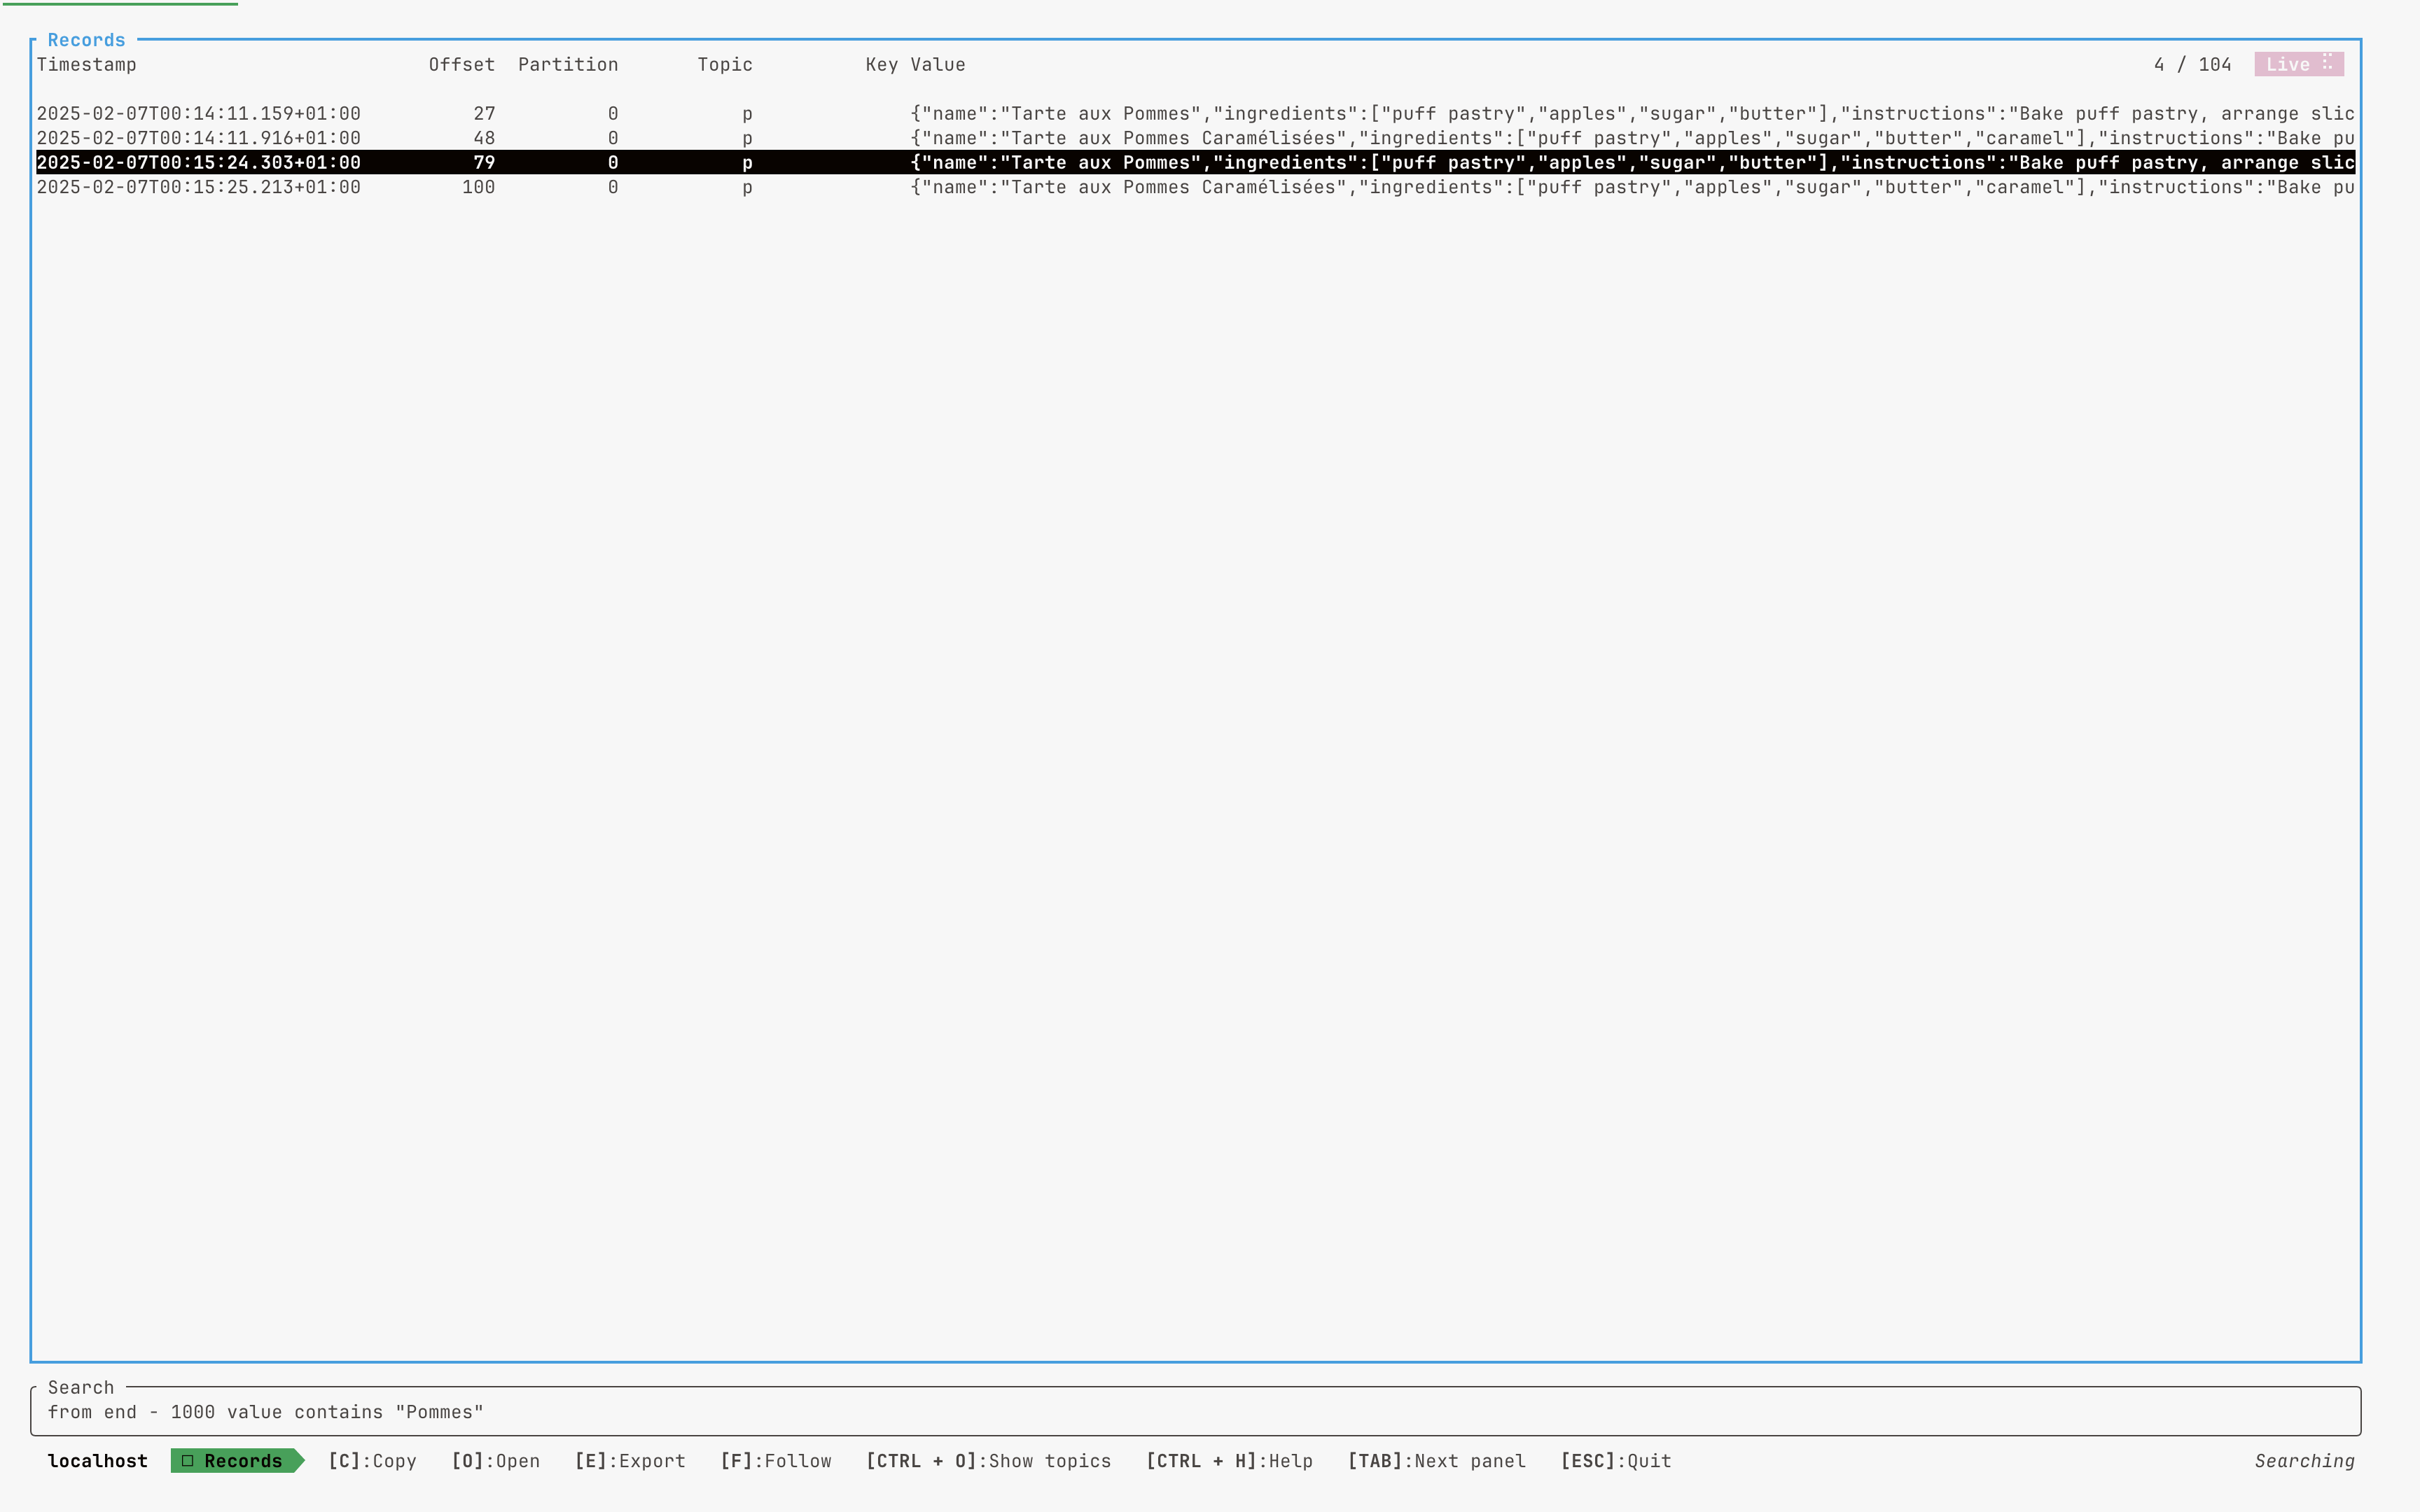 Records
Timestamp Offset Partition Topic Key Value 4 / 104 Live
2025-02-07T00:14:11.159+01:00 27 0 p {"name":"Tarte aux Pommes","ingredients":["puff pastry","apples","sugar","butter"],"instructions":"Bake puff pastry, arrange slic
2025-02-07T00:14:11.916+01:00 48 0 p {"name":"Tarte aux Pommes Caramélisées","ingredients":["puff pastry","apples","sugar","butter","caramel"],"instructions":"Bake pu
2025-02-07T00:15:24.303+01:00 79 0 p {"name":"Tarte aux Pommes","ingredients":["puff pastry","apples","sugar","butter"],"instructions":"Bake puff pastry, arrange slic
2025-02-07T00:15:25.213+01:00 100 0 p {"name":"Tarte aux Pommes Caramélisées","ingredients":["puff pastry","apples","sugar","butter","caramel"],"instructions":"Bake pu
Search
from end - 1000 value contains "Pommes"
localhost Records [C]:Copy [O]:Open [E]:Export [F]:Follow [CTRL + O]:Show topics [CTRL + H]:Help [TAB]:Next panel [ESC]:Quit Searching